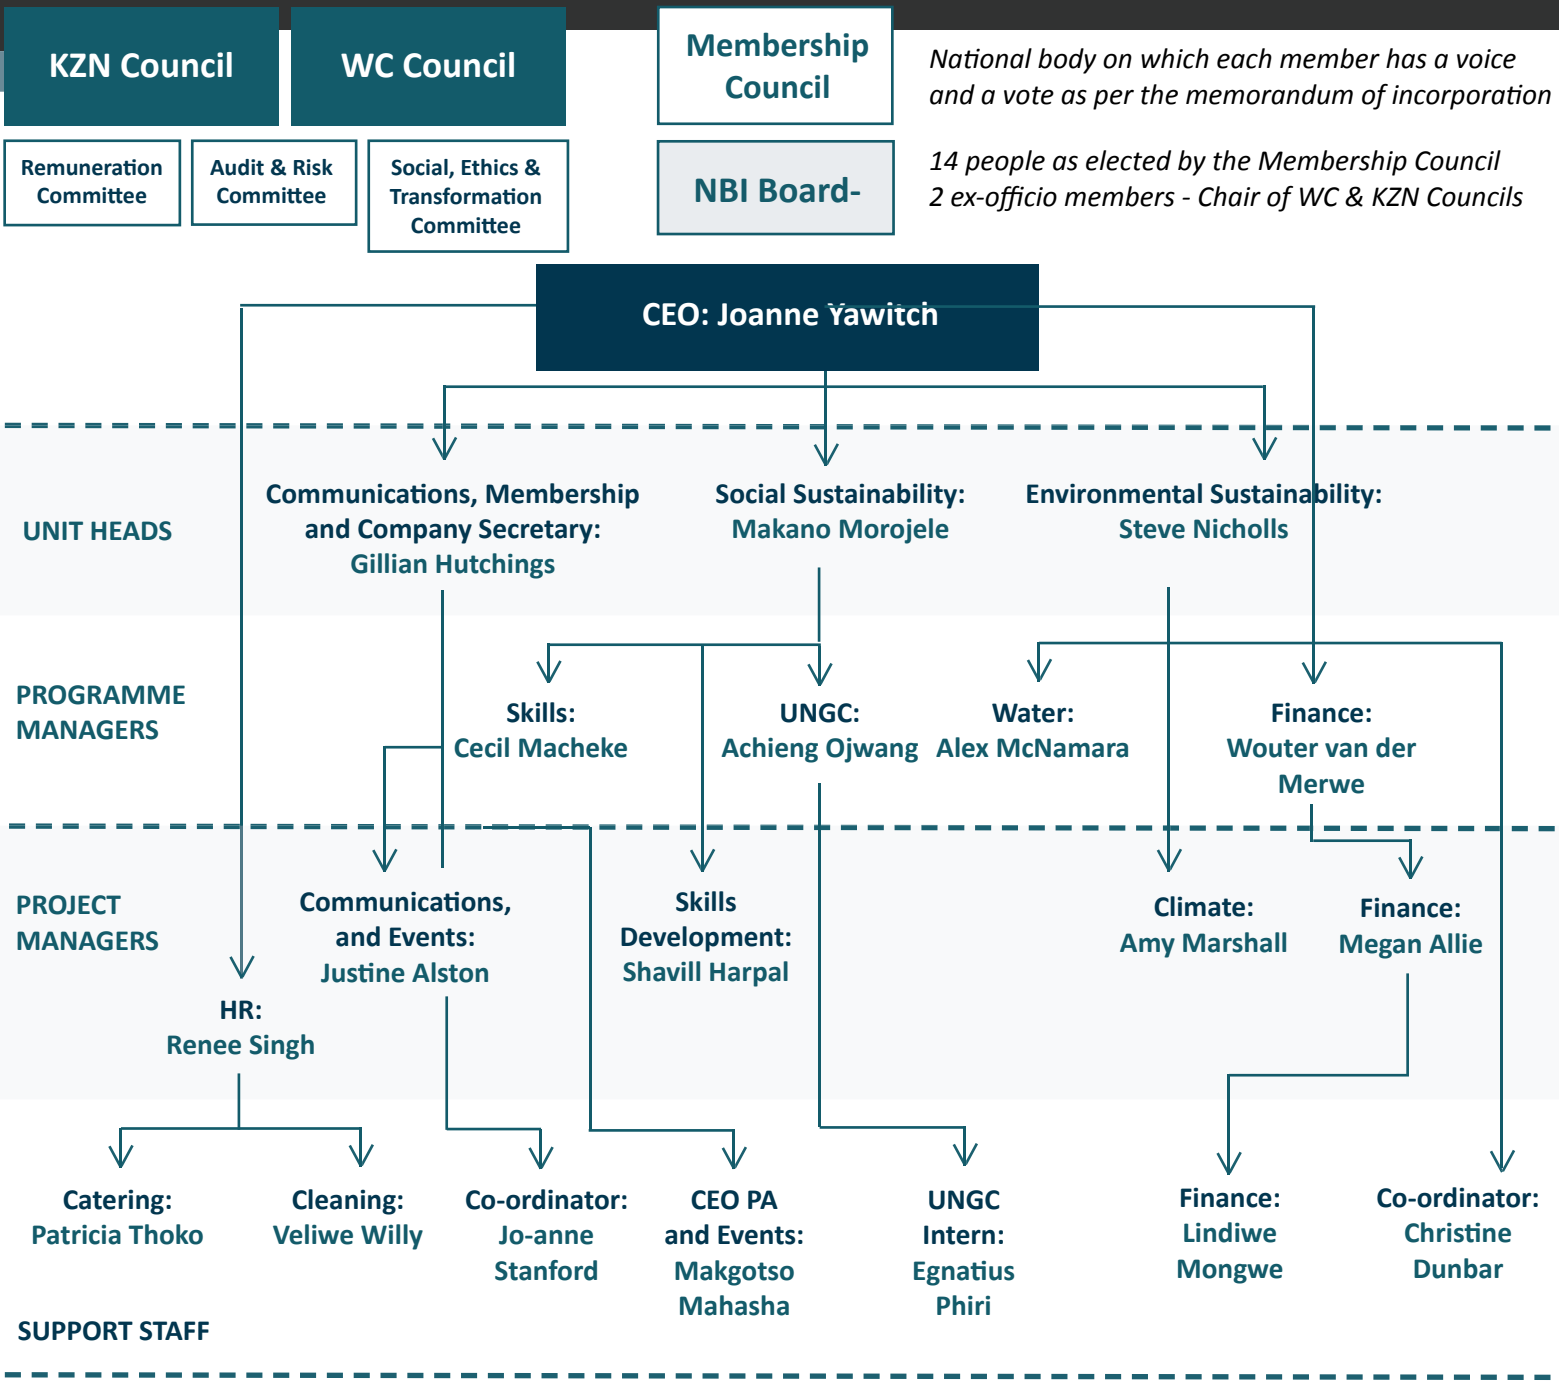 KZN Council
WC Council
Membership
Council
National body on which each member has a voice
and a vote as per the memorandum of incorporation
Remuneration
Committee
Audit & Risk
Committee
Social, Ethics &
Transformation
Committee
NBI Board-
14 people as elected by the Membership Council
2 ex-officio members - Chair of WC & KZN Councils
CEO: Joanne Yawitch
UNIT HEADS
Communications, Membership
and Company Secretary:
Gillian Hutchings
Social Sustainability:
Makano Morojele
Environmental Sustainability:
Steve Nicholls
PROGRAMME
MANAGERS
Skills:
Cecil Macheke
UNGC:
Achieng Ojwang
Water:
Alex McNamara
Finance:
Wouter van der
Merwe
PROJECT
MANAGERS
HR:
Renee Singh
Communications,
and Events:
Justine Alston
Skills
Development:
Shavill Harpal
Climate:
Amy Marshall
Finance:
Megan Allie
Catering:
Patricia Thoko
Cleaning:
Veliwe Willy
Co-ordinator:
Jo-anne
Stanford
CEO PA
and Events:
Makgotso
Mahasha
UNGC
Intern:
Egnatius
Phiri
Finance:
Lindiwe
Mongwe
Co-ordinator:
Christine
Dunbar
SUPPORT STAFF